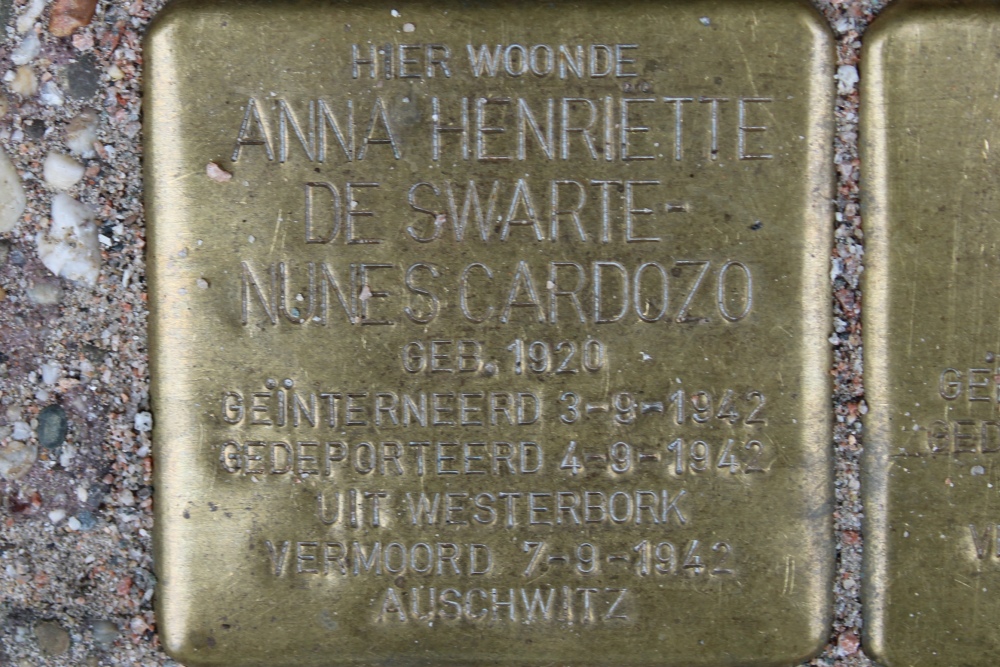 HIER WOONDE
ANNA HENRIËTTE
DE SWARTE-
NUNES CARDOZO
GEB. 1920
GEÏNTERNEERD 3-9-1942
GEDEPORTEERD 4-9-1942
UIT WESTERBORK
VERMOORD 7-9-1942
AUSCHWITZ